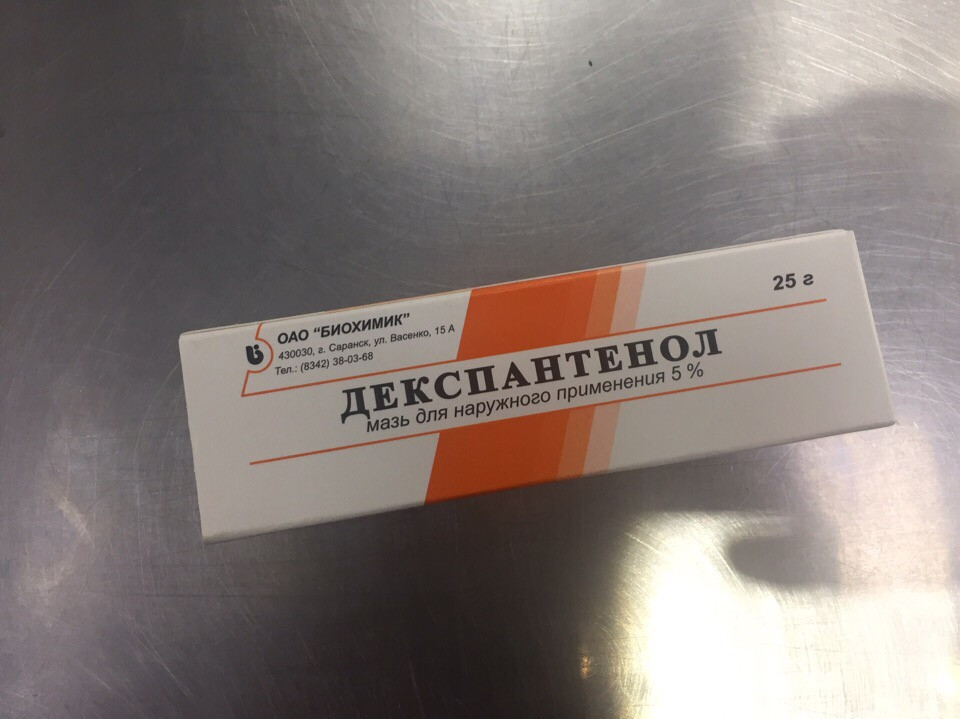 ОАО "БИОХИМИК"
430030, г. Саранск, ул. Васенко, 15 А
Тел.: (8342) 38-03-68
25 г
ДЕКСПАНТЕНОЛ
мазь для наружного применения 5 %